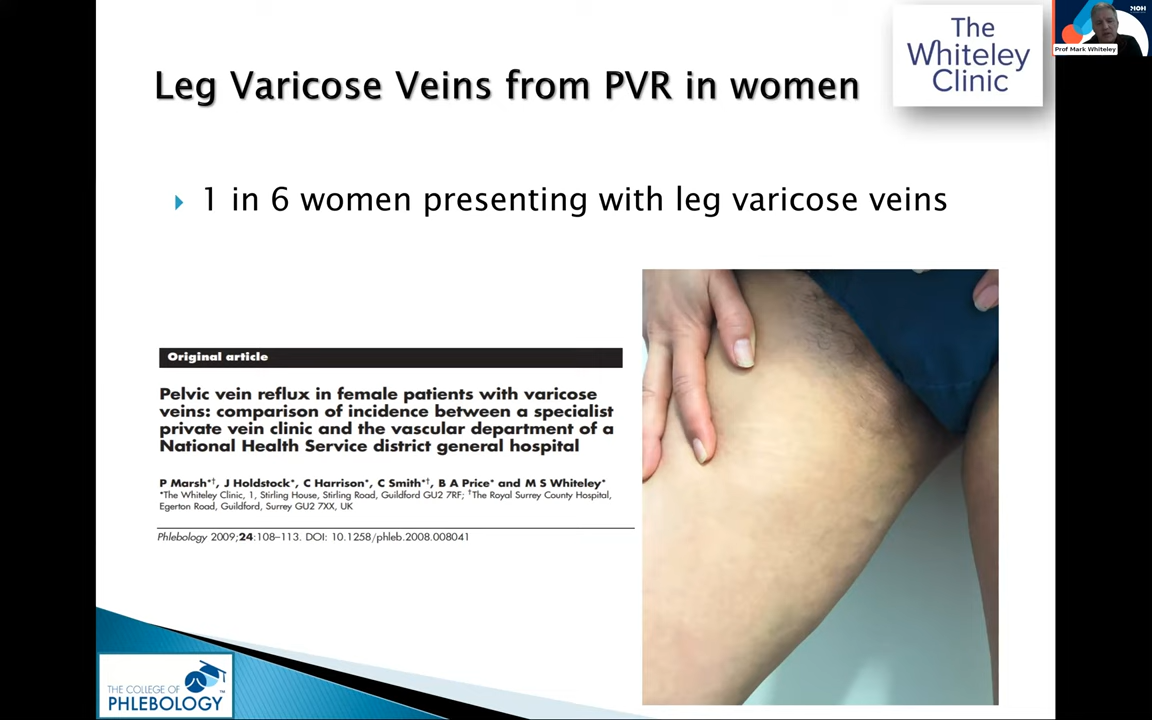 Leg Varicose Veins from PVR in women
The
Whiteley
Clinic
Prof Mark Whiteley
1 in 6 women presenting with leg varicose veins
Original article
Pelvic vein reflux in female patients with varicose
veins: comparison of incidence between a specialist
private vein clinic and the vascular department of a
National Health Service district general hospital
P Marsh*†, J Holdstock*, C Harrison*, C Smith*†, B A Price* and M S Whiteley*
*The Whiteley Clinic, 1, Stirling House, Stirling Road, Guildford GU2 7RF; †The Royal Surrey County Hospital,
Egerton Road, Guildford, Surrey GU2 7XX, UK
Phlebology 2009;24:108–113. DOI: 10.1258/phleb.2008.008041
THE COLLEGE OF
PHLEBOLOGY™